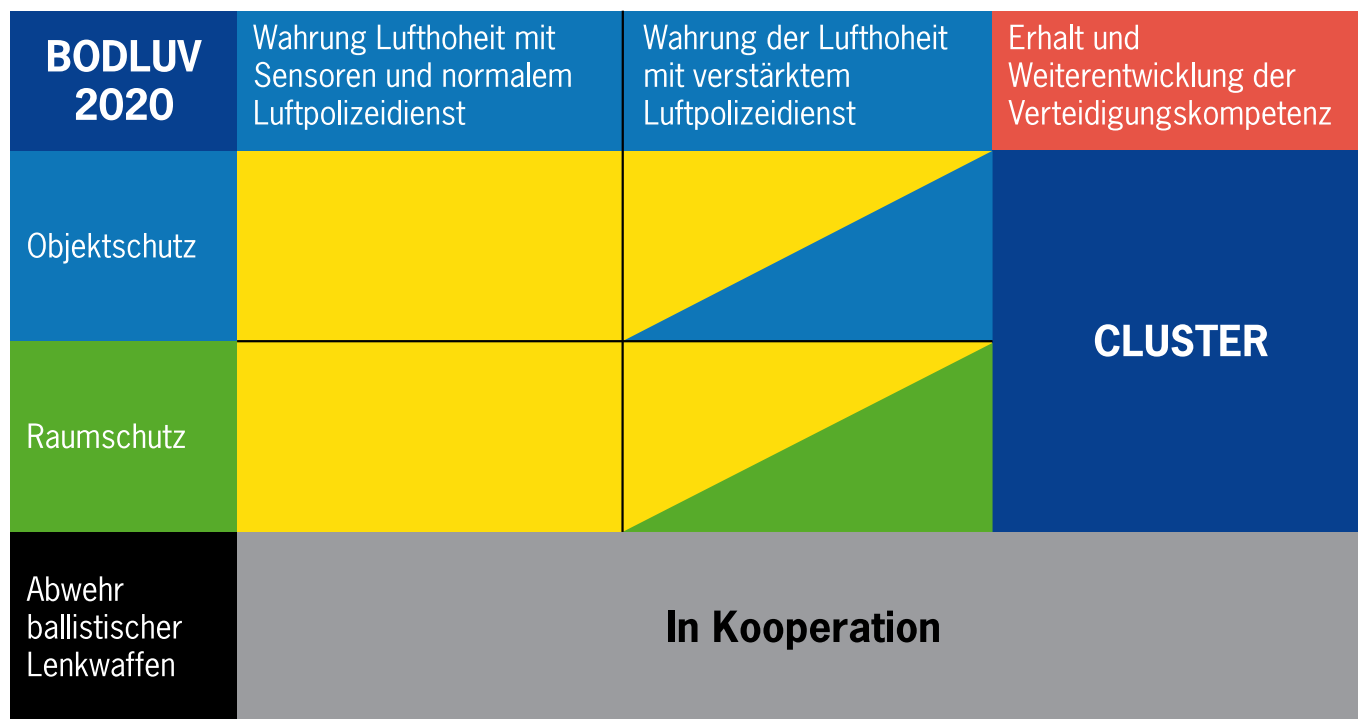 BODLUV
2020
Wahrung Lufthoheit mit
Sensoren und normalem
Luftpolizeidienst
Wahrung der Lufthoheit
mit verstärktem
Luftpolizeidienst
Erhalt und
Weiterentwicklung der
Verteidigungskompetenz
Objektschutz
CLUSTER
Raumschutz
Abwehr
ballistischer
Lenkwaffen
In Kooperation